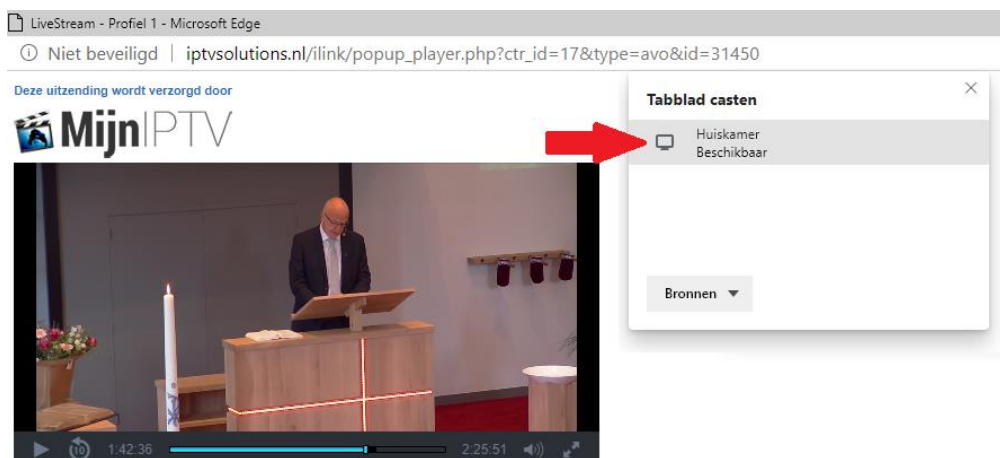 LiveStream - Profiel 1 - Microsoft Edge
Niet beveiligd | iptvsolutions.nl/ilink/popup_player.php?ctr_id=17&type=avo&id=31450
Deze uitzending wordt verzorgd door
MijnIPTV
Tabblad casten
Huiskamer
Beschikbaar
Bronnen
10 1:42:36 2:25:51